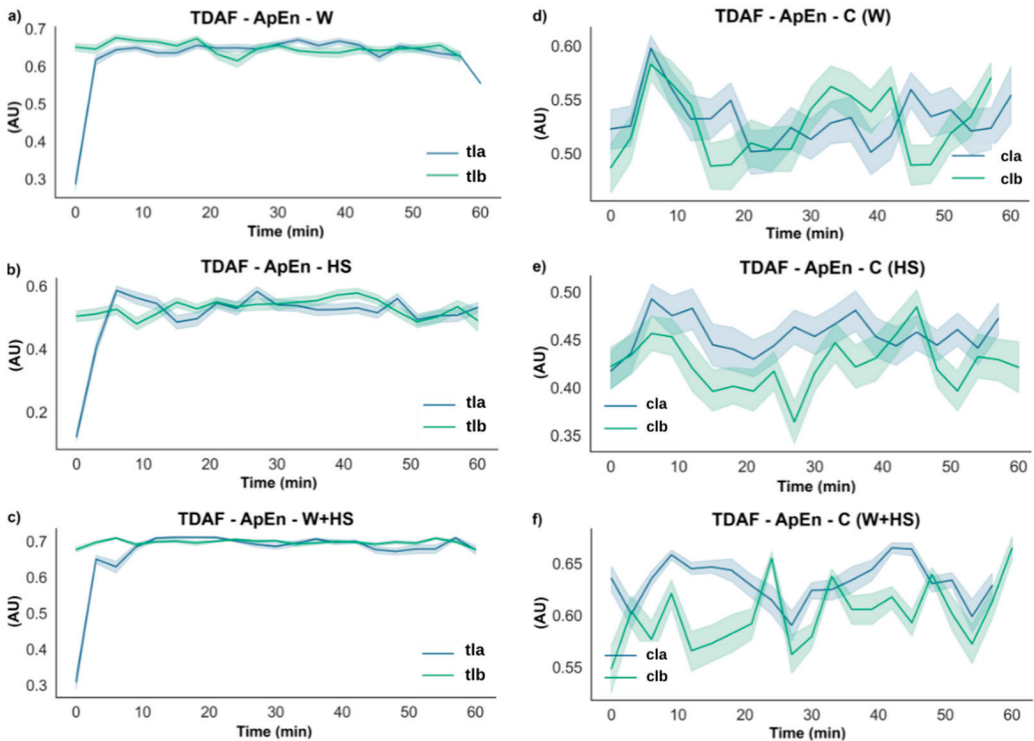 a)
TDAF - ApEn - W
0.7
0.6
0.5
0.4
0.3
(AU)
tla
tlb
0 10 20 30 40 50 60
Time (min)
b)
TDAF - ApEn - HS
0.6
0.4
0.2
(AU)
tla
tlb
0 10 20 30 40 50 60
Time (min)
c)
TDAF - ApEn - W+HS
0.7
0.6
0.5
0.4
0.3
(AU)
tla
tlb
0 10 20 30 40 50 60
Time (min)
d)
TDAF - ApEn - C (W)
0.60
0.55
0.50
(AU)
cla
clb
0 10 20 30 40 50 60
Time (min)
e)
TDAF - ApEn - C (HS)
0.50
0.45
0.40
0.35
(AU)
cla
clb
0 10 20 30 40 50 60
Time (min)
f)
TDAF - ApEn - C (W+HS)
0.65
0.60
0.55
(AU)
cla
clb
0 10 20 30 40 50 60
Time (min)